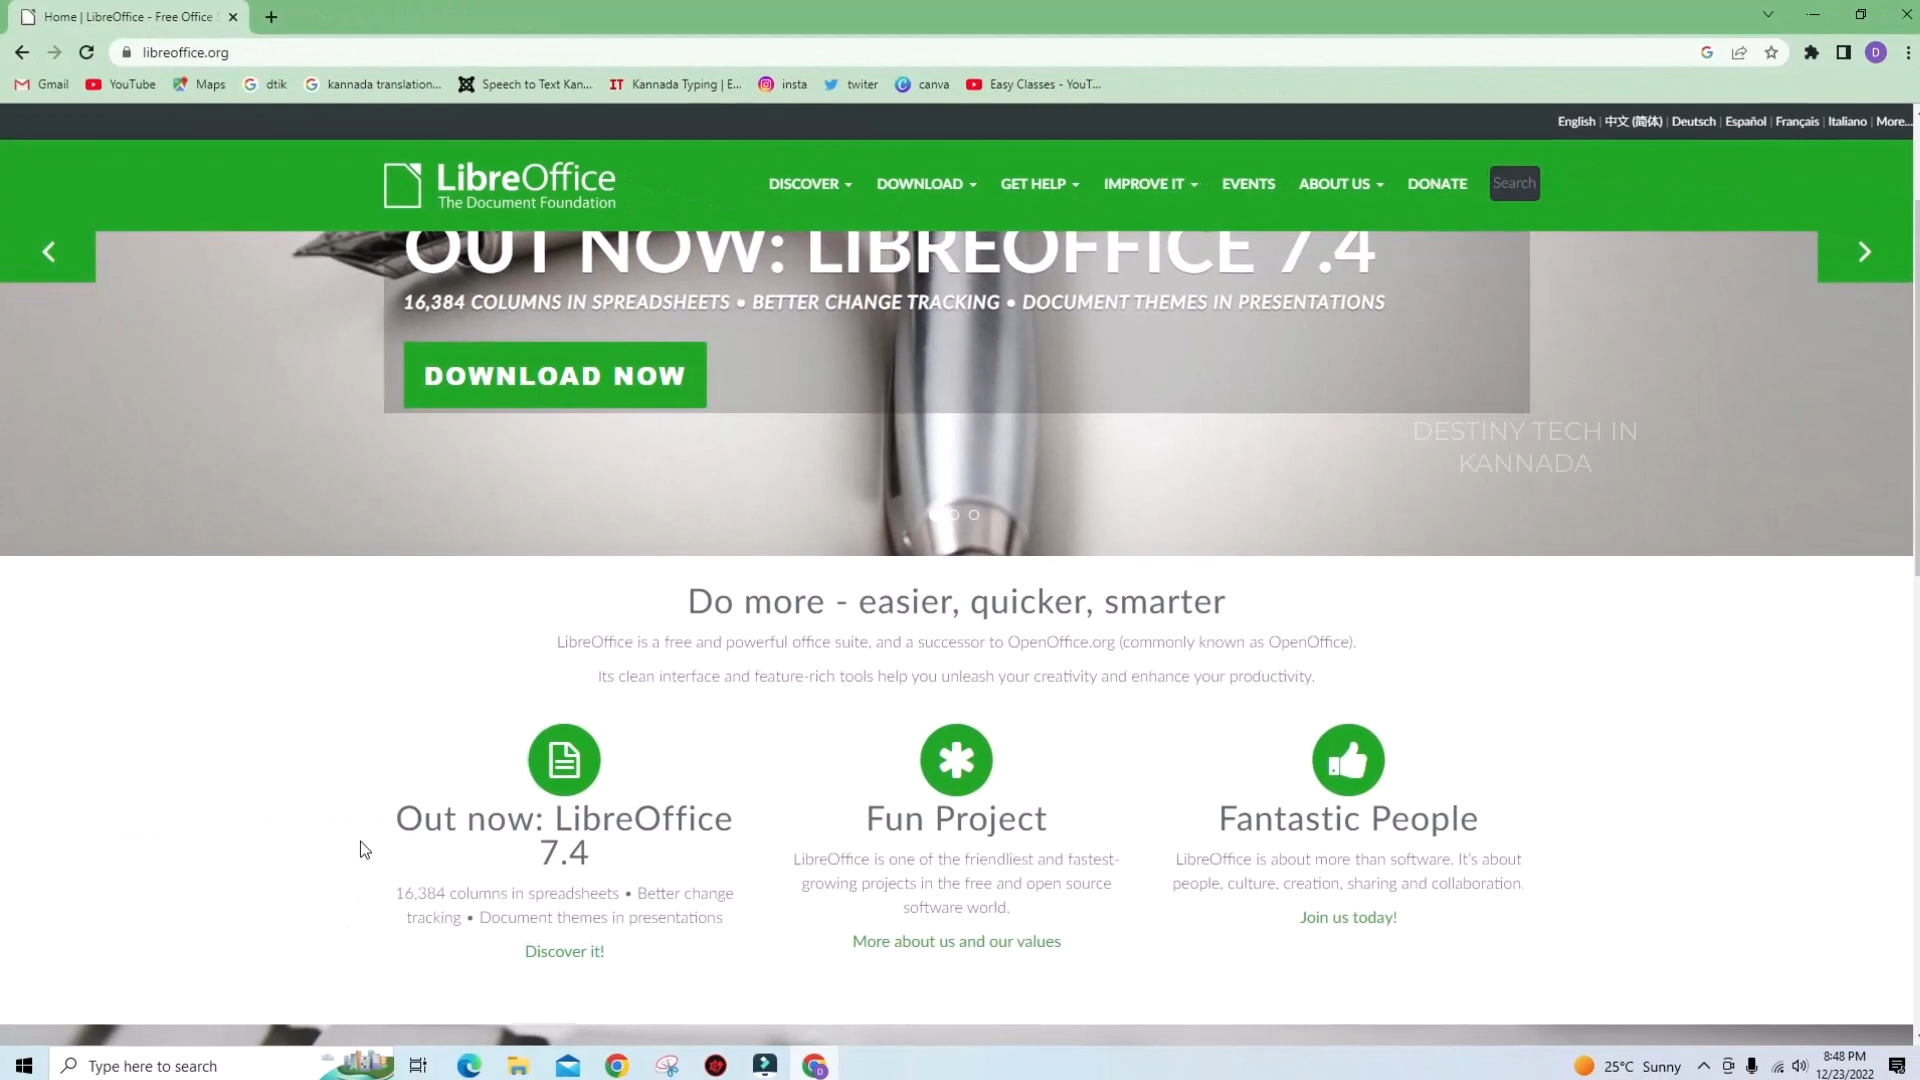 Home | LibreOffice - Free Office S
libreoffice.org
D
Gmail
YouTube
Maps
dtik
kannada translation...
Speech to Text Kan...
IT Kannada Typing | E...
insta
twiter
canva
Easy Classes - YouT...
English | 中文 (简体) | Deutsch | Español | Français | Italiano | More...
LibreOffice
The Document Foundation
DISCOVER
DOWNLOAD
GET HELP
IMPROVE IT
EVENTS
ABOUT US
DONATE
Search
OUT NOW: LIBREOFFICE 7.4
16,384 COLUMNS IN SPREADSHEETS • BETTER CHANGE TRACKING • DOCUMENT THEMES IN PRESENTATIONS
DOWNLOAD NOW
DESTINY TECH IN
KANNADA
Do more - easier, quicker, smarter
LibreOffice is a free and powerful office suite, and a successor to OpenOffice.org (commonly known as OpenOffice).
Its clean interface and feature-rich tools help you unleash your creativity and enhance your productivity.
Out now: LibreOffice
7.4
16,384 columns in spreadsheets • Better change
tracking • Document themes in presentations
Discover it!
Fun Project
LibreOffice is one of the friendliest and fastest-
growing projects in the free and open source
software world.
More about us and our values
Fantastic People
LibreOffice is about more than software. It's about
people, culture, creation, sharing and collaboration.
Join us today!
Type here to search
25°C Sunny
8:48 PM
12/23/2022